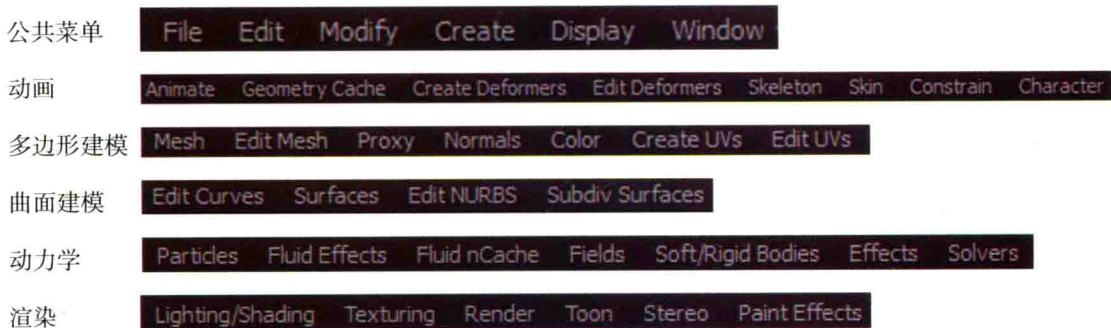 公共菜单 File Edit Modify Create Display Window
动画 Animate Geometry Cache Create Deformers Edit Deformers Skeleton Skin Constrain Character
多边形建模 Mesh Edit Mesh Proxy Normals Color Create UVs Edit UVs
曲面建模 Edit Curves Surfaces Edit NURBS Subdiv Surfaces
动力学 Particles Fluid Effects Fluid nCache Fields Soft/Rigid Bodies Effects Solvers
渲染 Lighting/Shading Texturing Render Toon Stereo Paint Effects